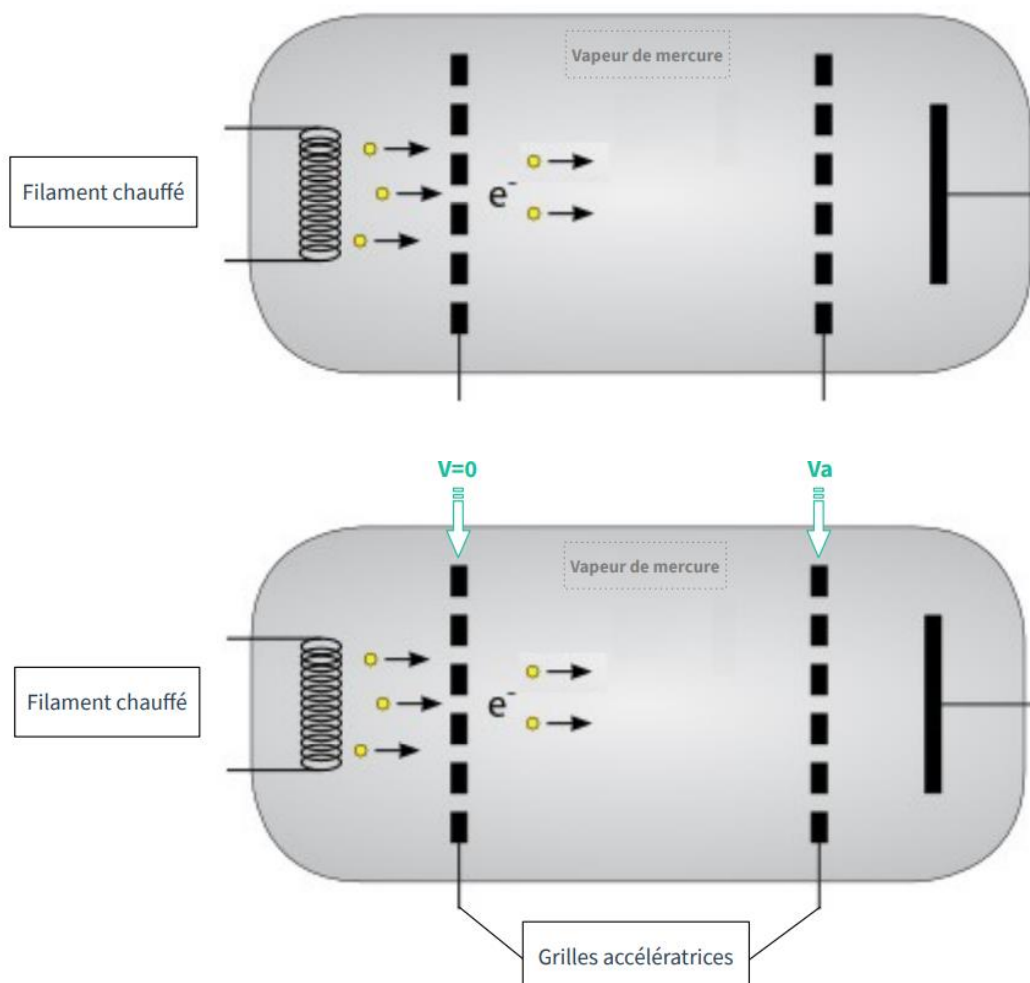 Vapeur de mercure
Filament chauffé
e-
V=0
Va
Vapeur de mercure
Filament chauffé
e-
Grilles accélératrices